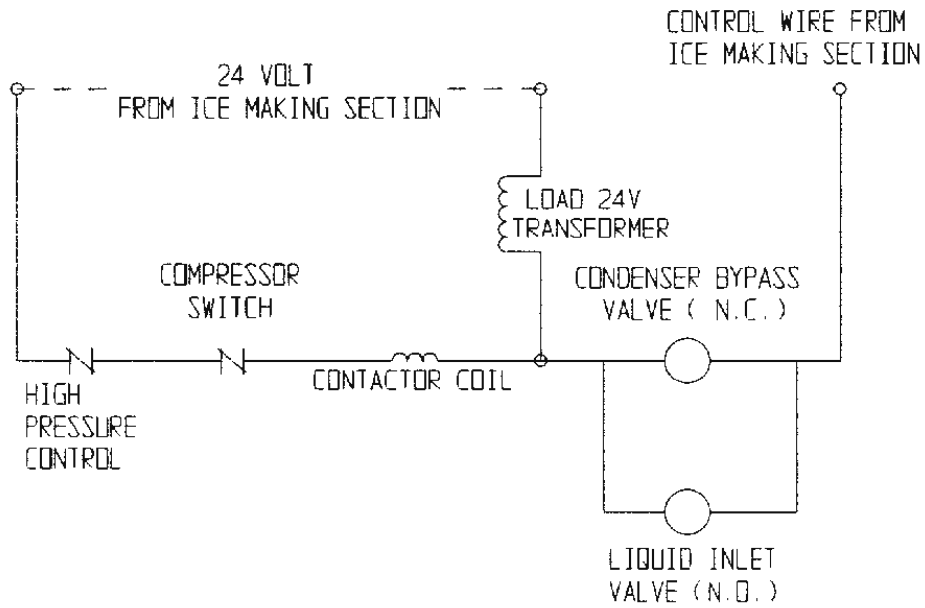 CONTROL WIRE FROM
ICE MAKING SECTION
24 VOLT
FROM ICE MAKING SECTION
LOAD 24V
TRANSFORMER
COMPRESSOR
SWITCH
CONDENSER BYPASS
VALVE ( N.C.)
CONTACTOR COIL
HIGH
PRESSURE
CONTROL
LIQUID INLET
VALVE (N.O.)